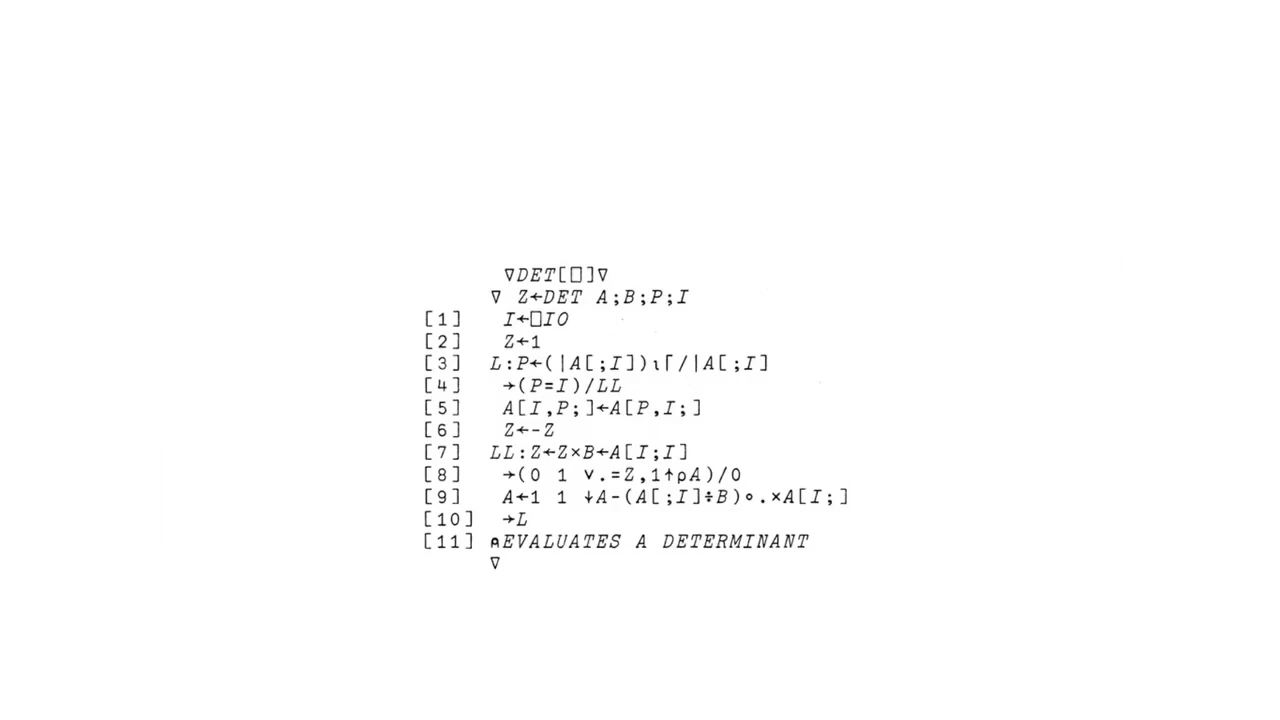 ∇DET[⎕]∇
∇ Z←DET A;B;P;I
[1] I←⎕IO
[2] Z←1
[3] L:P←(|A[;I])⍳⌈/|A[;I]
[4] →(P=I)/LL
[5] A[I,P;]←A[P,I;]
[6] Z←-Z
[7] LL:Z←Z×B←A[I;I]
[8] →(0 1 ∨.=Z,1↑⍴A)/0
[9] A←1 1 ↓A-(A[;I]÷B)∘.×A[I;]
[10] →L
[11] ⍝EVALUATES A DETERMINANT
∇